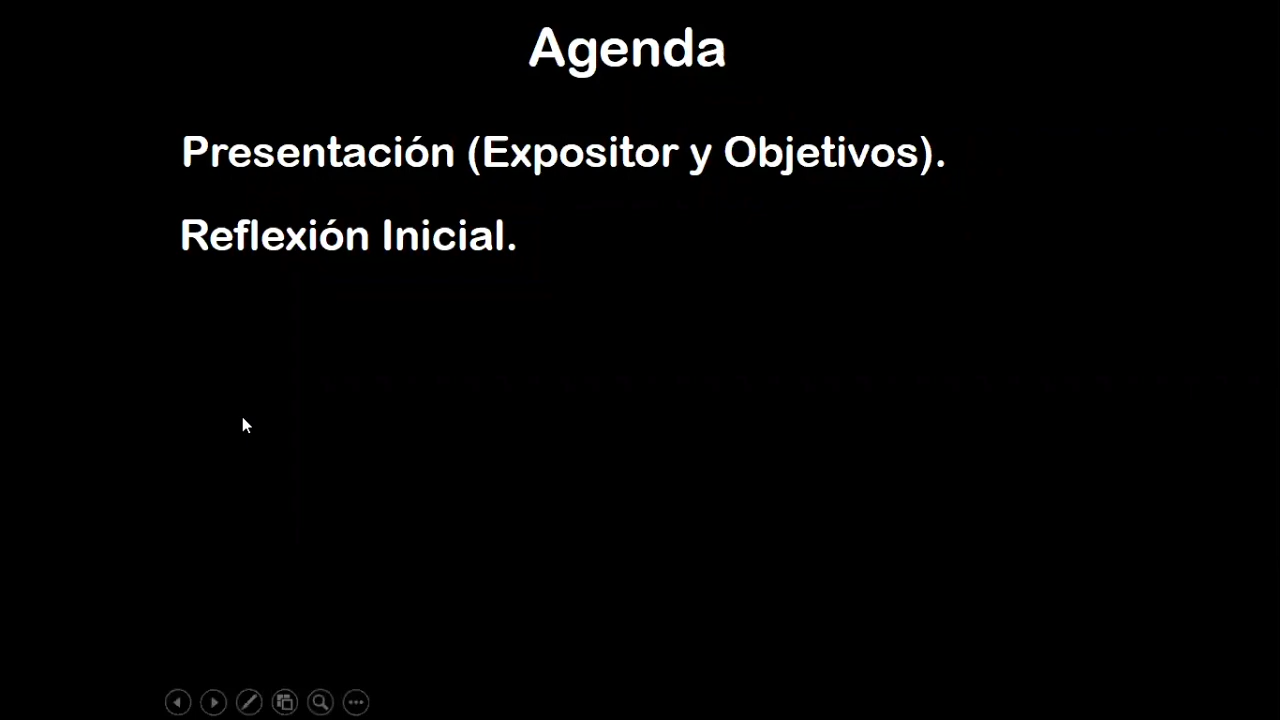 Agenda
Presentación (Expositor y Objetivos).
Reflexión Inicial.